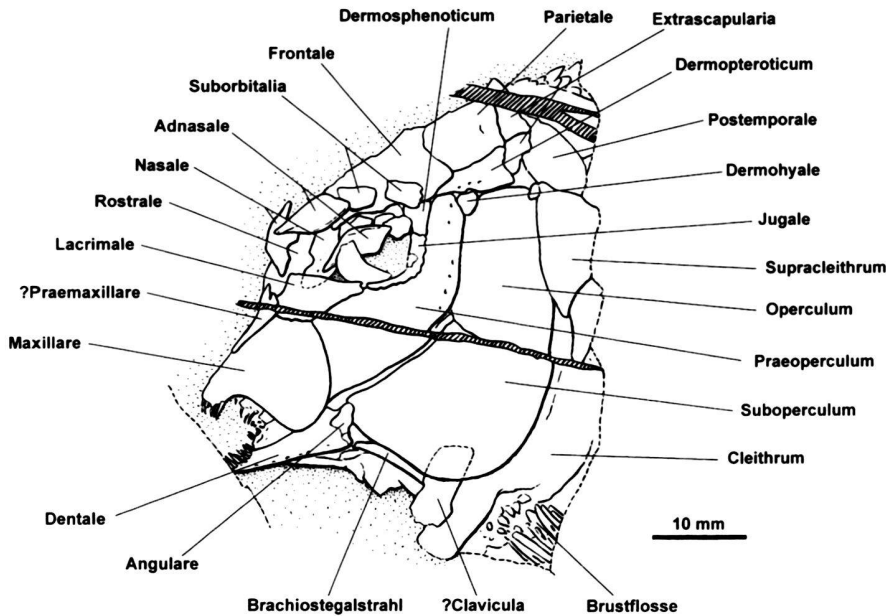 Dermosphenoticum
Parietale
Extrascapularia
Frontale
Dermopteroticum
Suborbitalia
Adnasale
Postemporale
Nasale
Dermohyale
Rostrale
Jugale
Lacrimale
Supracleithrum
?Praemaxillare
Operculum
Maxillare
Praeoperculum
Suboperculum
Cleithrum
Dentale
10 mm
Angulare
Brachiostegalstrahl
?Clavicula
Brustflosse